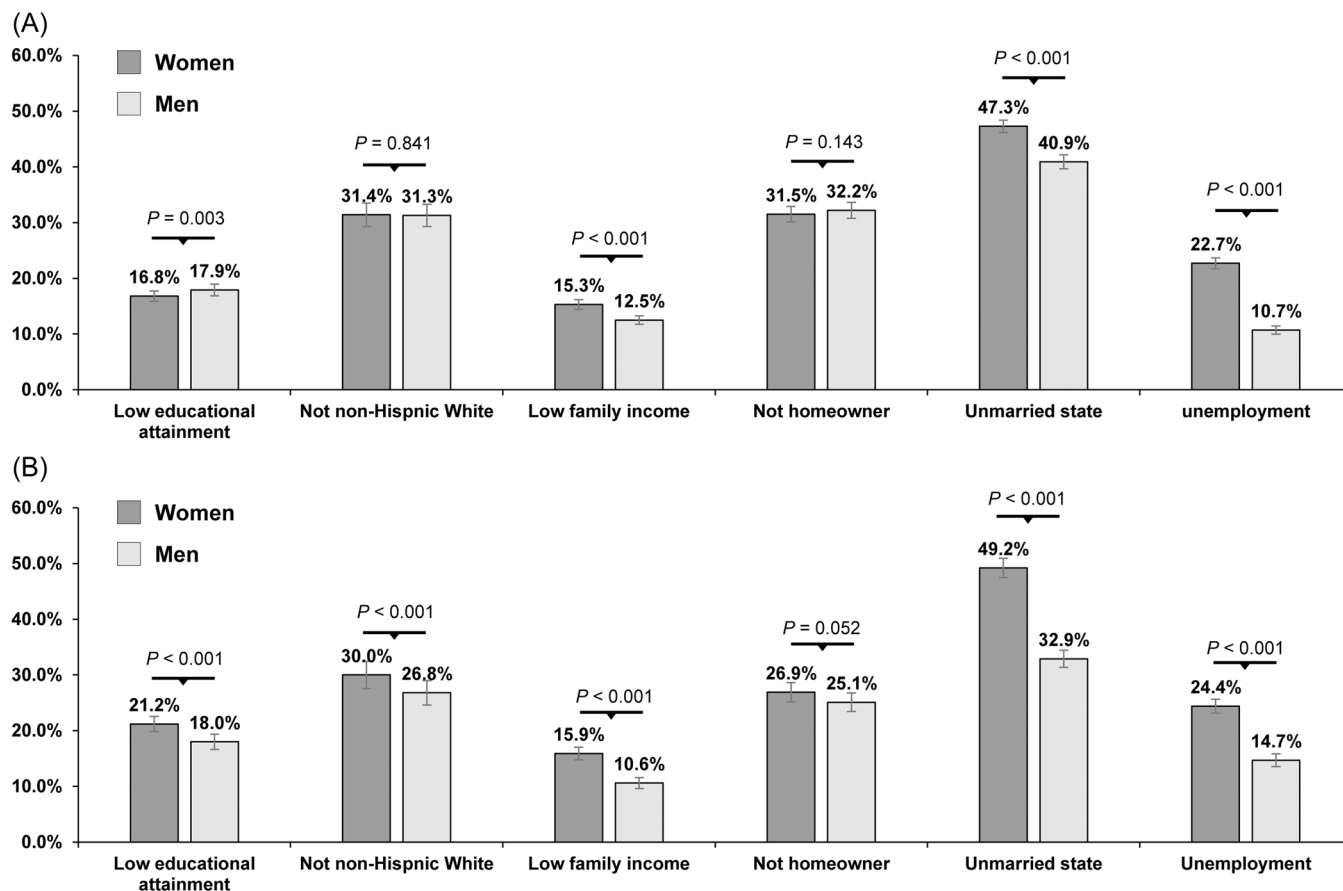 (A)
60.0%
50.0%
40.0%
30.0%
20.0%
10.0%
0.0%
Women
Men
P = 0.003
16.8% 17.9%
P = 0.841
31.4% 31.3%
P < 0.001
15.3% 12.5%
P = 0.143
31.5% 32.2%
P < 0.001
47.3% 40.9%
P < 0.001
22.7% 10.7%
Low educational
attainment
Not non-Hispnic White
Low family income
Not homeowner
Unmarried state
unemployment
(B)
60.0%
50.0%
40.0%
30.0%
20.0%
10.0%
0.0%
Women
Men
P < 0.001
21.2% 18.0%
P < 0.001
30.0% 26.8%
P < 0.001
15.9% 10.6%
P = 0.052
26.9% 25.1%
P < 0.001
49.2% 32.9%
P < 0.001
24.4% 14.7%
Low educational
attainment
Not non-Hispnic White
Low family income
Not homeowner
Unmarried state
Unemployment